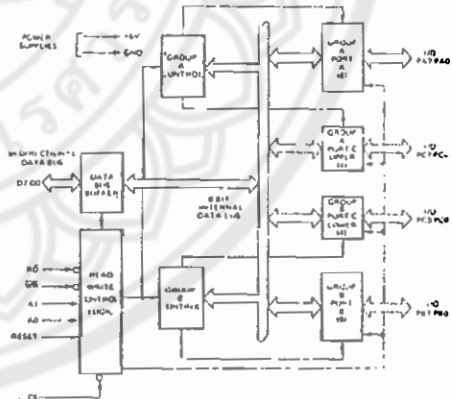 POWER
SUPPLIES
+5V
GND
GROUP
A
CONTROL
GROUP
A
PORT
A
(8)
I/O
PA7-PA0
BI-DIRECTIONAL
DATA BUS
D7-D0
DATA
BUS
BUFFER
8 BIT
INTERNAL
DATA BUS
GROUP
A
PORT C
UPPER
(4)
I/O
PC7-PC4
GROUP
B
PORT C
LOWER
(4)
I/O
PC3-PC0
RD
WR
A1
A0
RESET
CS
READ
WRITE
CONTROL
LOGIC
GROUP
B
CONTROL
GROUP
B
PORT
B
(8)
I/O
PB7-PB0